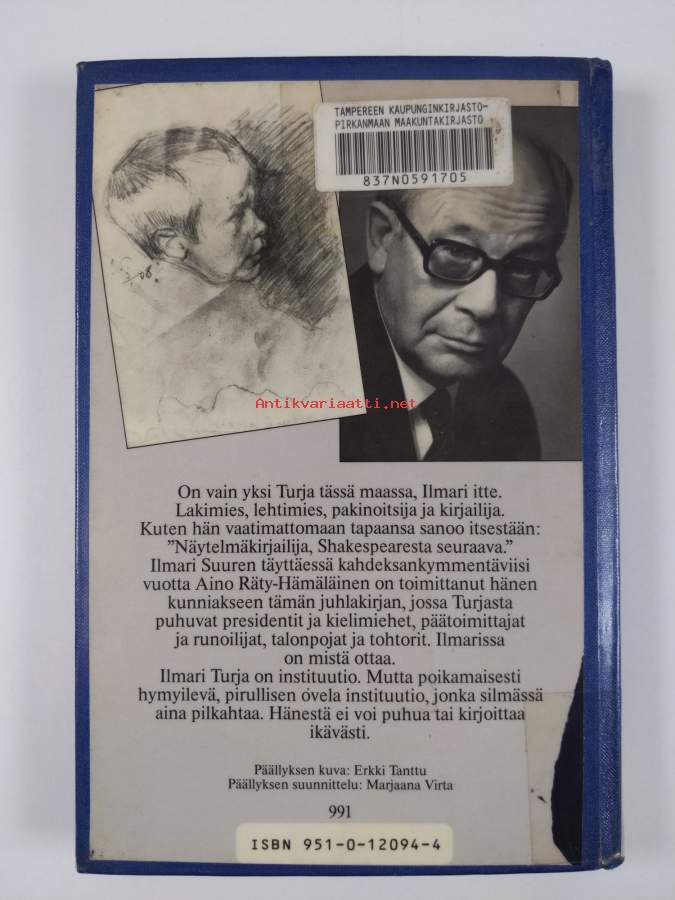 TAMPEREEN KAUPUNGINKIRJASTO-
PIRKANMAAN MAAKUNTAKIRJASTO
837N0591705
06.
Antikvariaatti.net
On vain yksi Turja tässä maassa, Ilmari itte.
Lakimies, lehtimies, pakinoitsija ja kirjailija.
Kuten hän vaatimattomaan tapaansa sanoo itsestään:
”Näytelmäkirjailija, Shakespearesta seuraava.”
Ilmari Suuren täyttäessä kahdeksankymmentäviisi
vuotta Aino Räty-Hämäläinen on toimittanut hänen
kunniakseen tämän juhlakirjan, jossa Turjasta
puhuvat presidentit ja kielimiehet, päätoimittajat
ja runoilijat, talonpojat ja tohtorit. Ilmarissa
on mistä ottaa.
Ilmari Turja on instituutio. Mutta poikamaisesti
hymyilevä, pirullisen ovela instituutio, jonka silmässä
aina pilkahtaa. Hänestä ei voi puhua tai kirjoittaa
ikävästi.
Päällyksen kuva: Erkki Tanttu
Päällyksen suunnittelu: Marjaana Virta
991
ISBN 951-0-12094-4